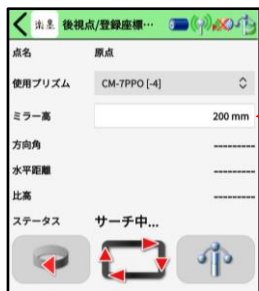 後視点/登録座標…
点名 原点
使用プリズム CM-7PPO [-4]
ミラー高 200 mm
方向角 ---------
水平距離 ---------
比高 ---------
ステータス サーチ中...